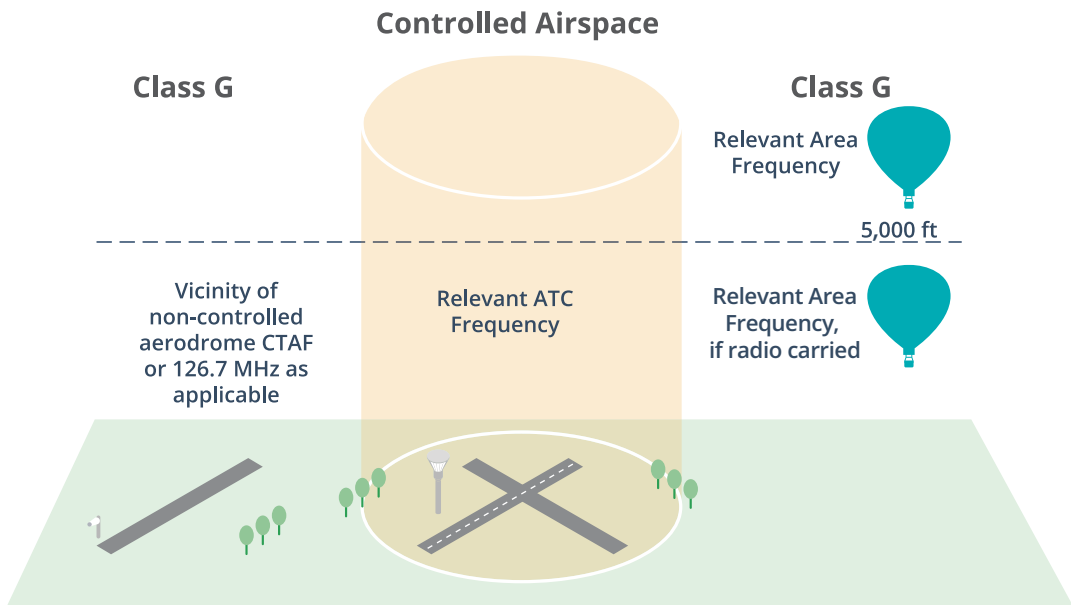 Controlled Airspace
Class G
Class G
Relevant Area
Frequency
5,000 ft
Vicinity of
non-controlled
aerodrome CTAF
or 126.7 MHz as
applicable
Relevant ATC
Frequency
Relevant Area
Frequency,
if radio carried